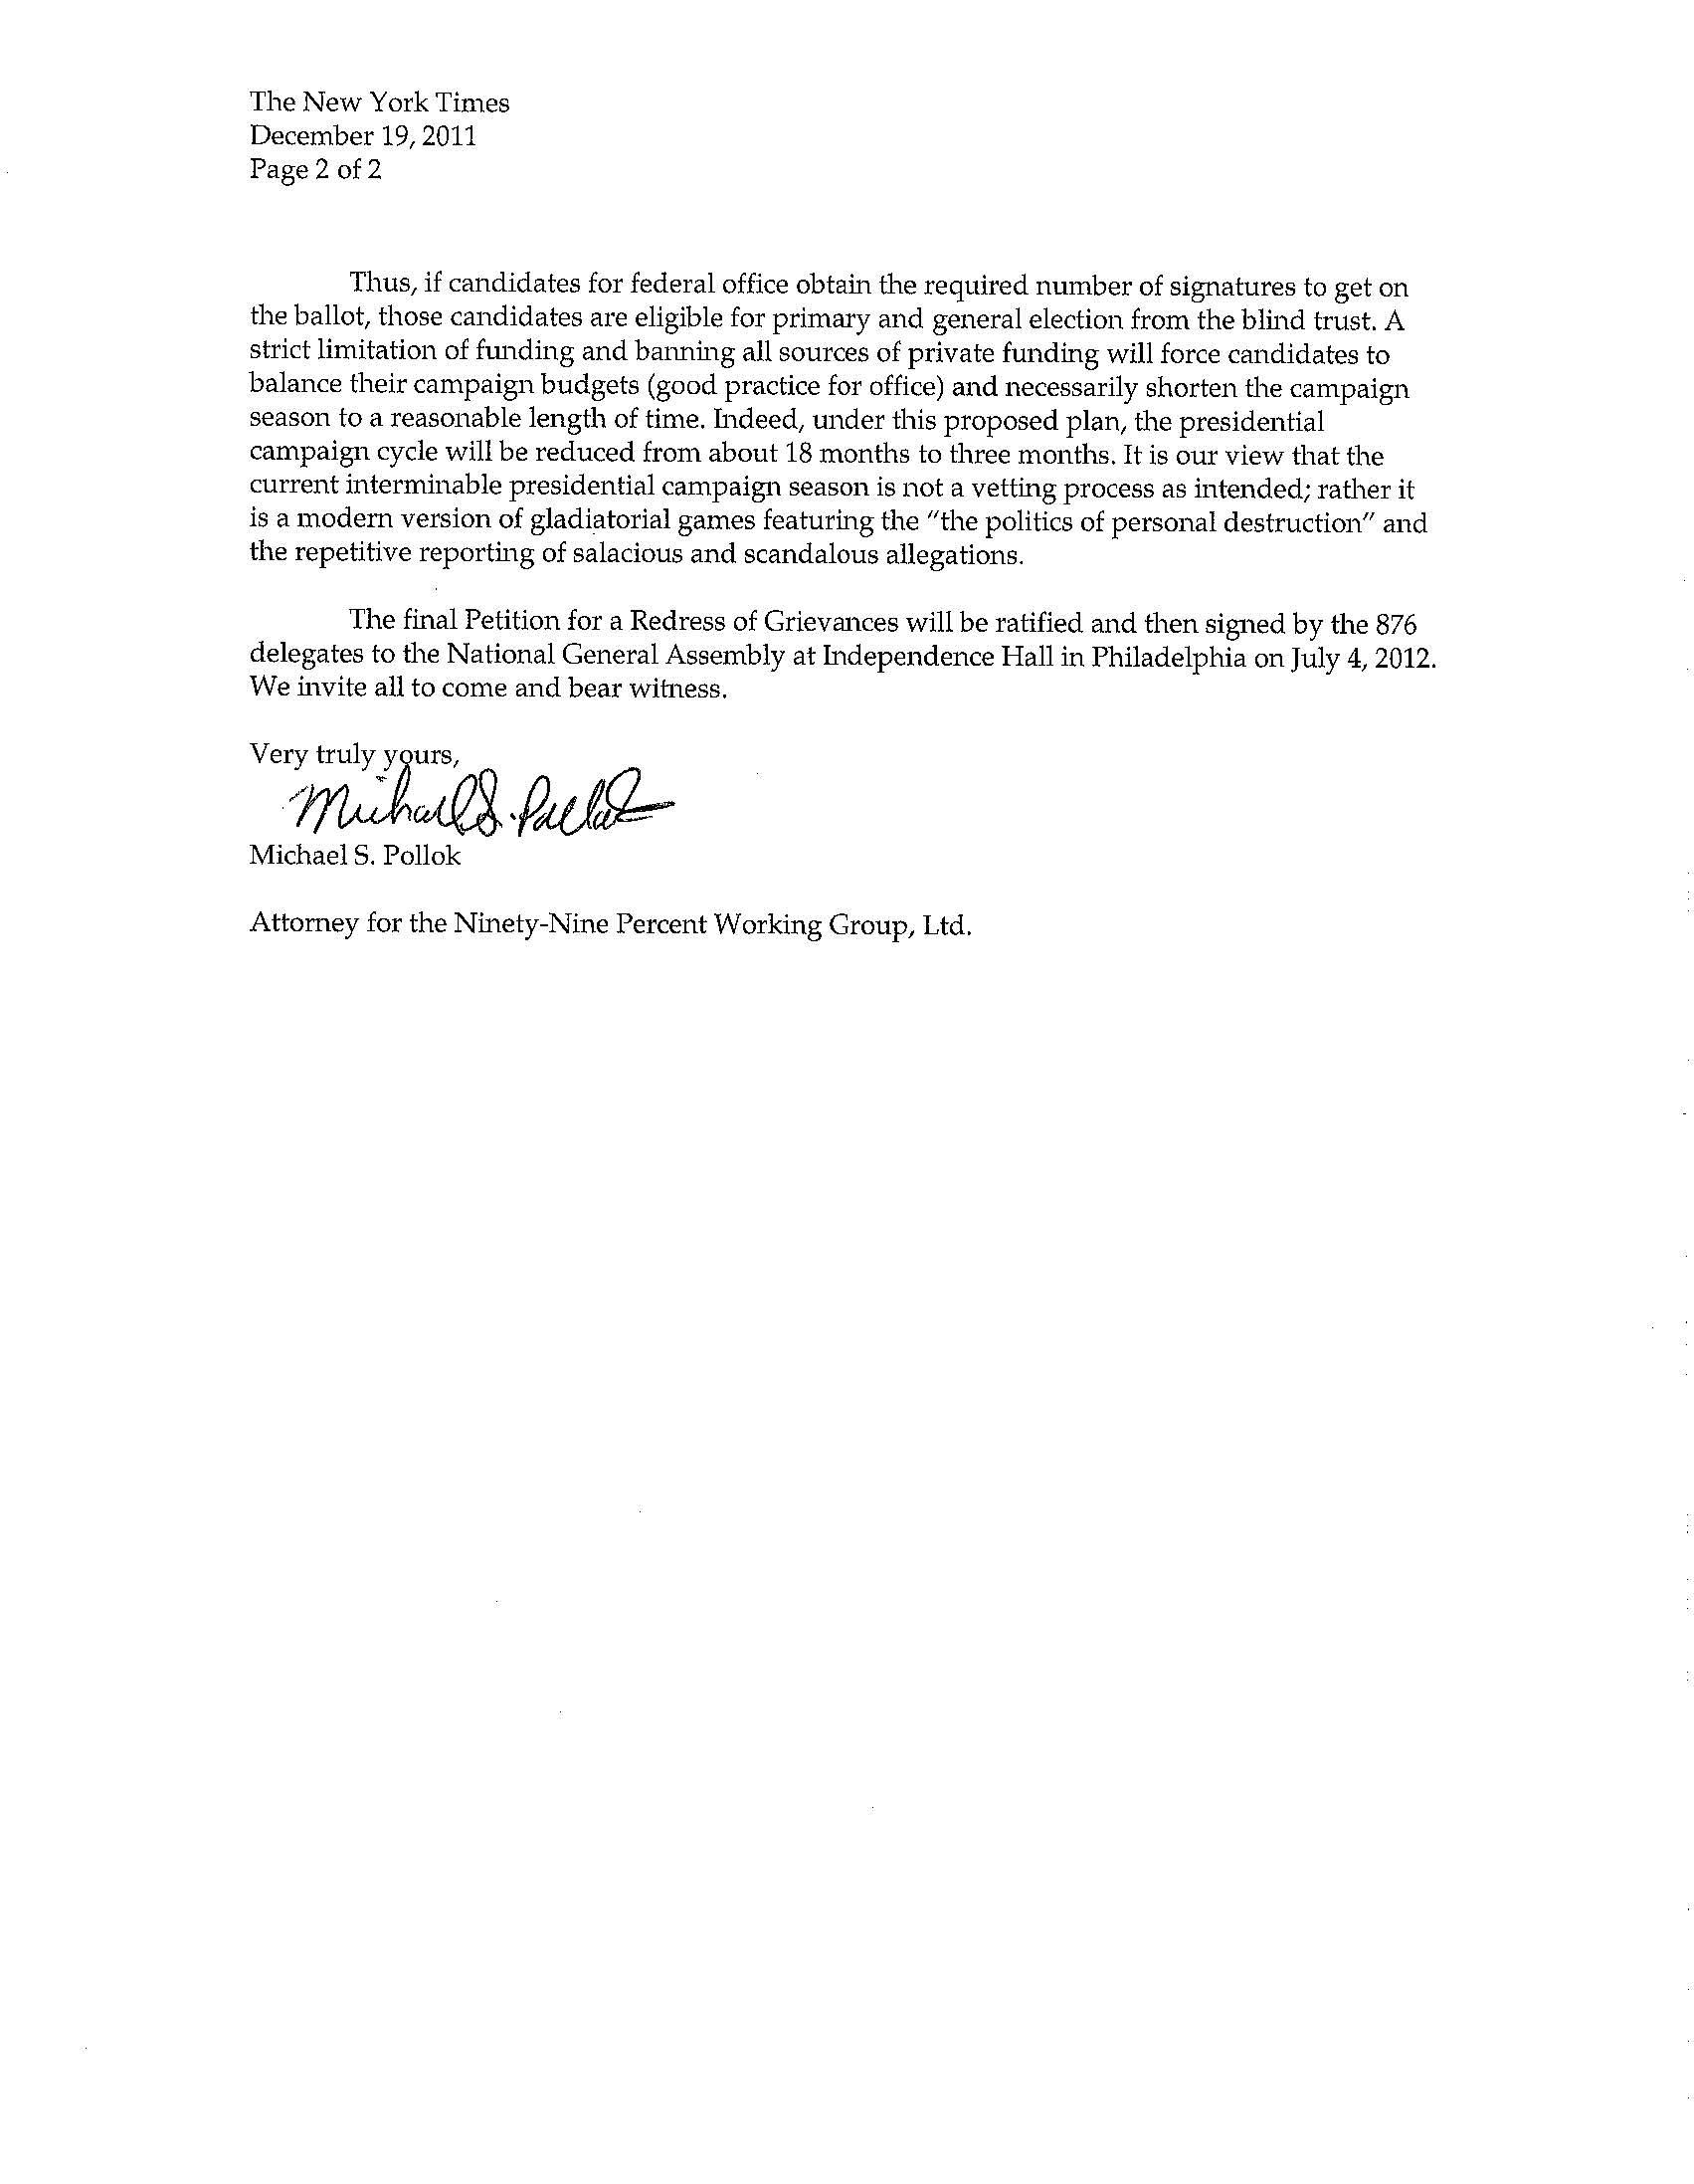 The New York Times
December 19, 2011
Page 2 of 2
Thus, if candidates for federal office obtain the required number of signatures to get on
the ballot, those candidates are eligible for primary and general election from the blind trust. A
strict limitation of funding and banning all sources of private funding will force candidates to
balance their campaign budgets (good practice for office) and necessarily shorten the campaign
season to a reasonable length of time. Indeed, under this proposed plan, the presidential
campaign cycle will be reduced from about 18 months to three months. It is our view that the
current interminable presidential campaign season is not a vetting process as intended; rather it
is a modern version of gladiatorial games featuring the "the politics of personal destruction" and
the repetitive reporting of salacious and scandalous allegations.
The final Petition for a Redress of Grievances will be ratified and then signed by the 876
delegates to the National General Assembly at Independence Hall in Philadelphia on July 4, 2012.
We invite all to come and bear witness.
Very truly yours,
Michael S. Pollok
Michael S. Pollok
Attorney for the Ninety-Nine Percent Working Group, Ltd.